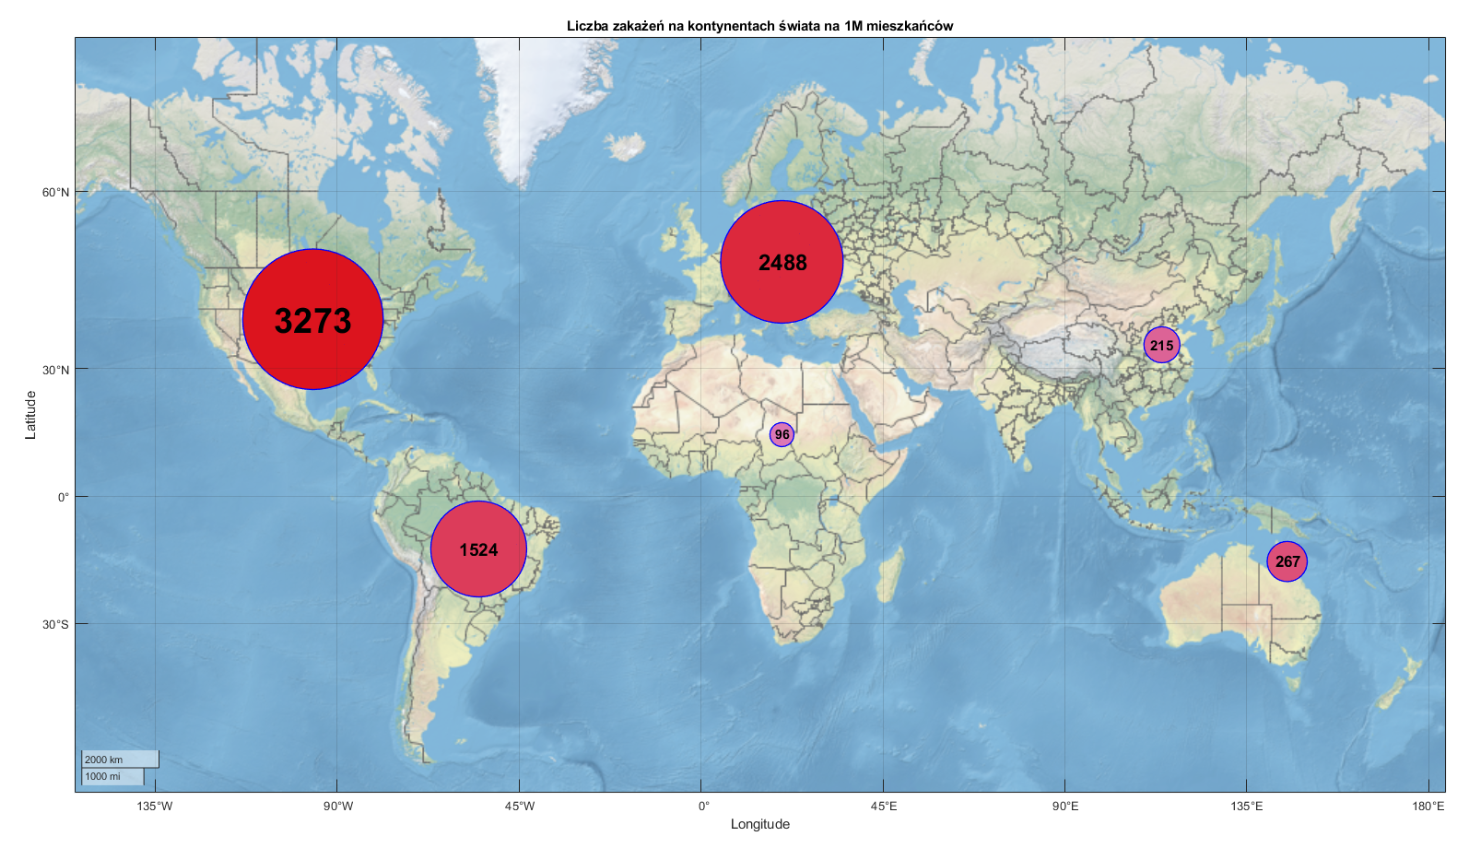 Liczba zakażeń na kontynentach świata na 1M mieszkańców
60°N
2488
3273
215
30°N
Latitude
96
0°
1524
267
30°S
2000 km
1000 mi
135°W
90°W
45°W
0°
45°E
90°E
135°E
180°E
Longitude